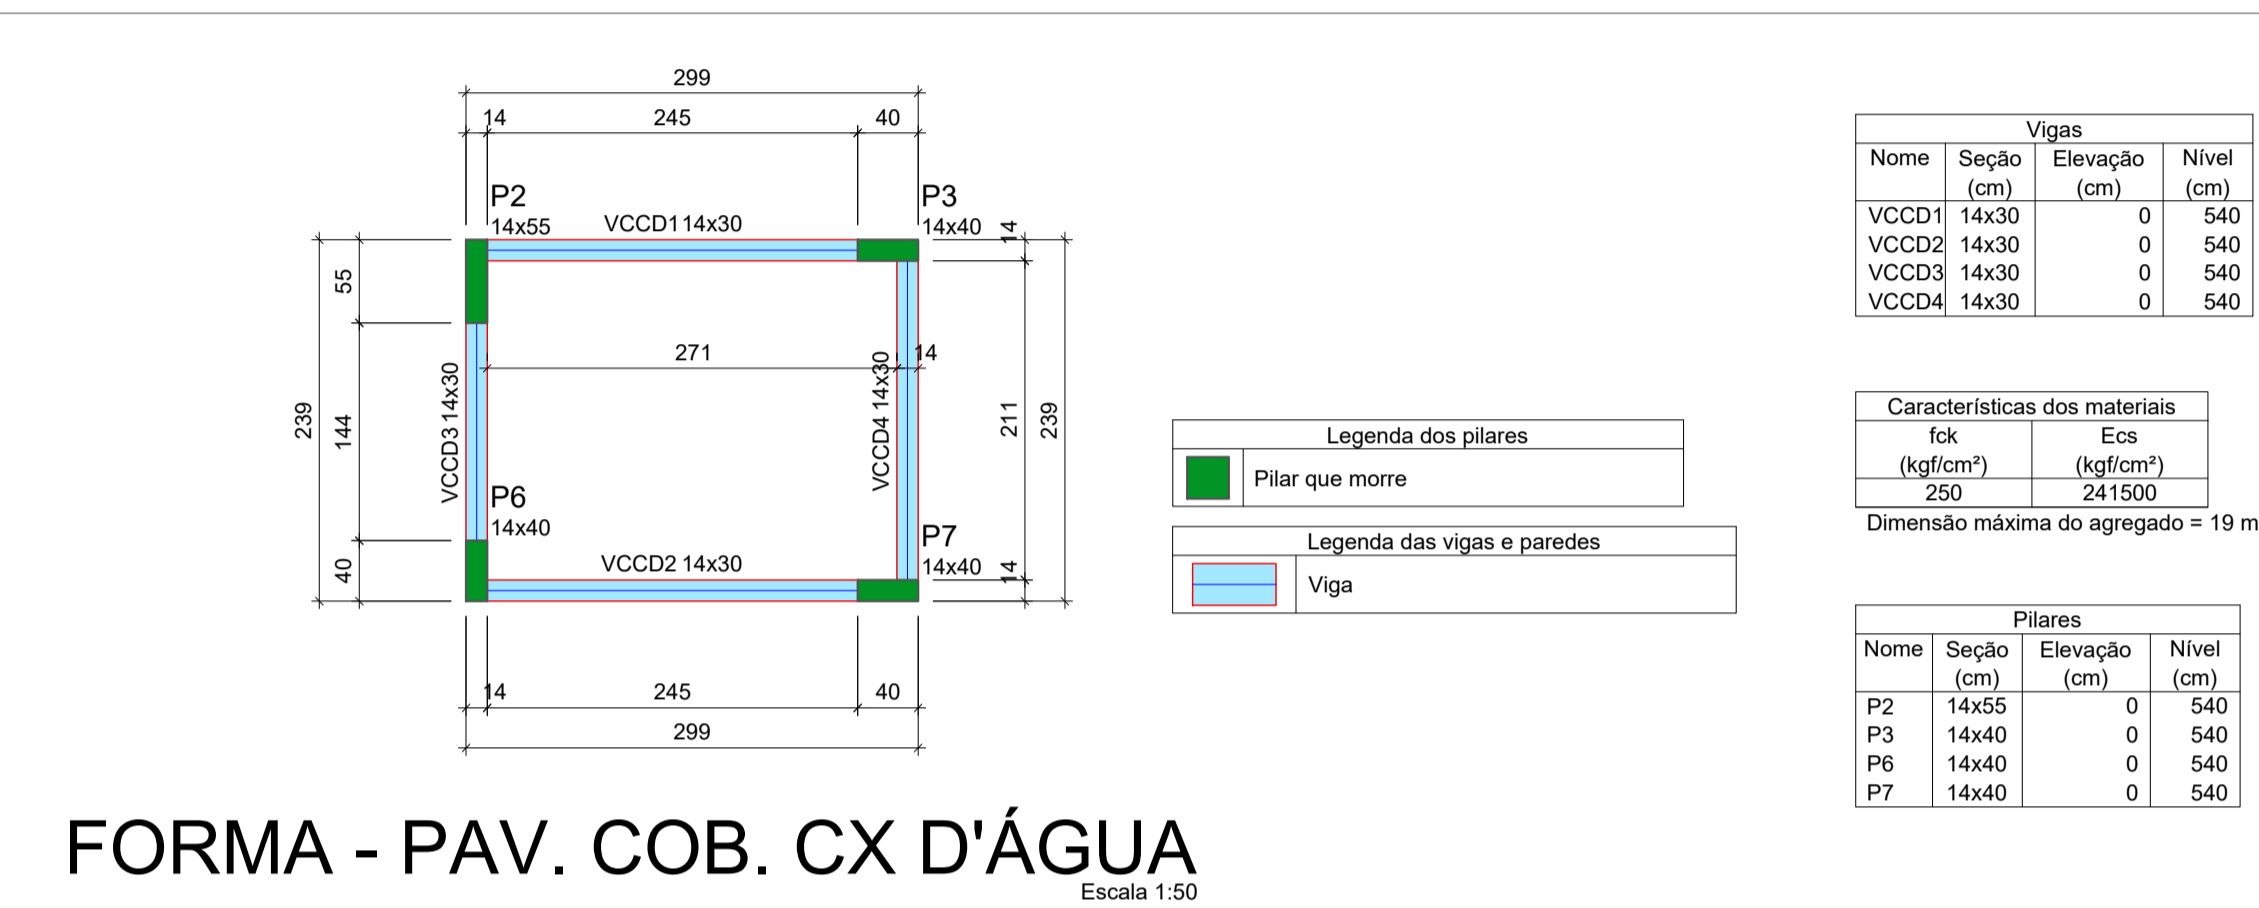 299
14 245 40
P2
14x55
VCCD1 14x30
P3
14x40
14
55
271
14
VCCD3 14x30
VCCD4 14x30
239
144
211
239
P6
14x40
40
VCCD2 14x30
P7
14x40
14
14 245 40
299
FORMA - PAV. COB. CX D'ÁGUA
Escala 1:50
Legenda dos pilares
Pilar que morre
Legenda das vigas e paredes
Viga
Vigas
Nome Seção Elevação Nível
(cm) (cm) (cm)
VCCD1 14x30 0 540
VCCD2 14x30 0 540
VCCD3 14x30 0 540
VCCD4 14x30 0 540
Características dos materiais
fck Ecs
(kgf/cm²) (kgf/cm²)
250 241500
Dimensão máxima do agregado = 19 m
Pilares
Nome Seção Elevação Nível
(cm) (cm) (cm)
P2 14x55 0 540
P3 14x40 0 540
P6 14x40 0 540
P7 14x40 0 540